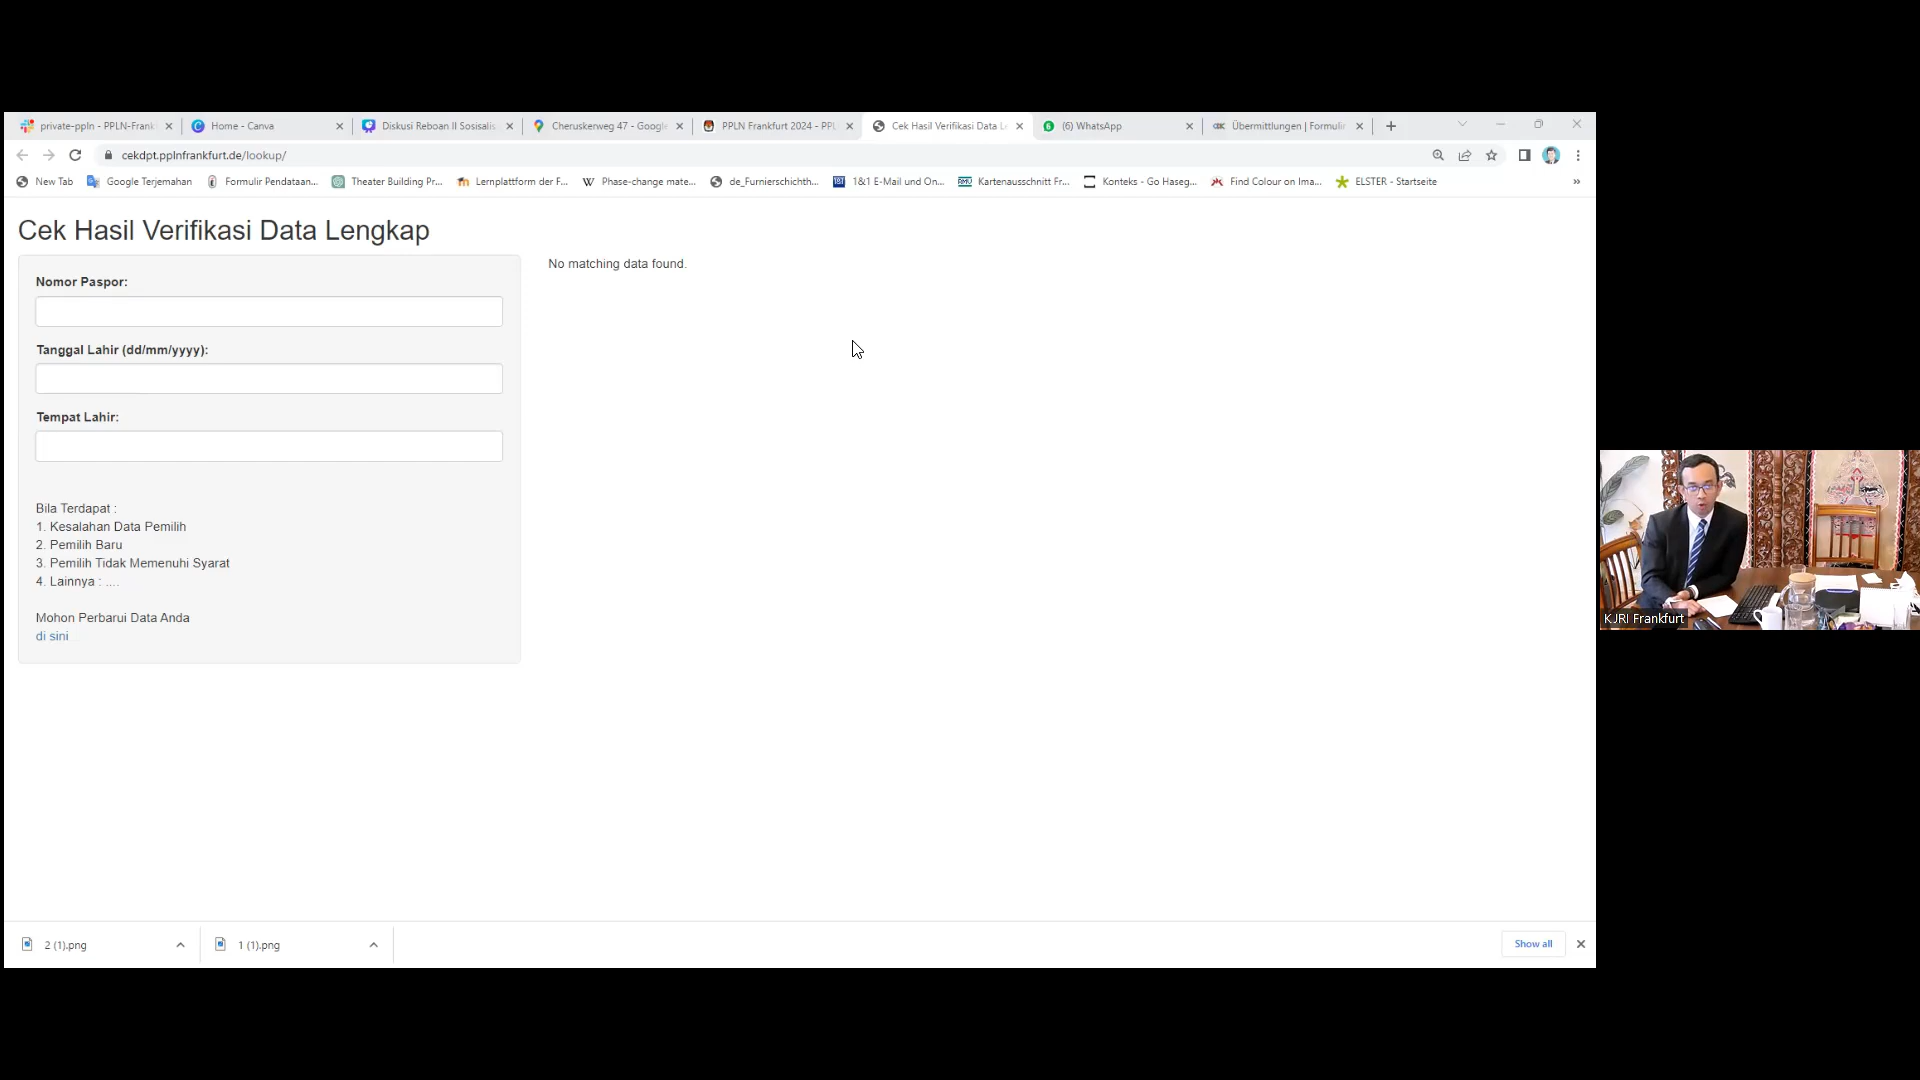 private-ppln - PPLN-Frank
Home - Canva
Diskusi Reboan II Sosisalis
Cheruskerweg 47 - Google
PPLN Frankfurt 2024 - PPL
Cek Hasil Verifikasi Data L
(6) WhatsApp
Übermittlungen | Formulir
cekdpt.pplnfrankfurt.de/lookup/
New Tab
Google Terjemahan
Formulir Pendataan...
Theater Building Pr...
Lernplattform der F...
Phase-change mate...
de_Furnierschichth...
1&1 E-Mail und On...
Kartenausschnitt Fr...
Konteks - Go Haseg...
Find Colour on Ima...
ELSTER - Startseite
»
Cek Hasil Verifikasi Data Lengkap
No matching data found.
Nomor Paspor:
Tanggal Lahir (dd/mm/yyyy):
Tempat Lahir:
Bila Terdapat :
1. Kesalahan Data Pemilih
2. Pemilih Baru
3. Pemilih Tidak Memenuhi Syarat
4. Lainnya : ....
Mohon Perbarui Data Anda
di sini
KJRI Frankfurt
2 (1).png
1 (1).png
Show all